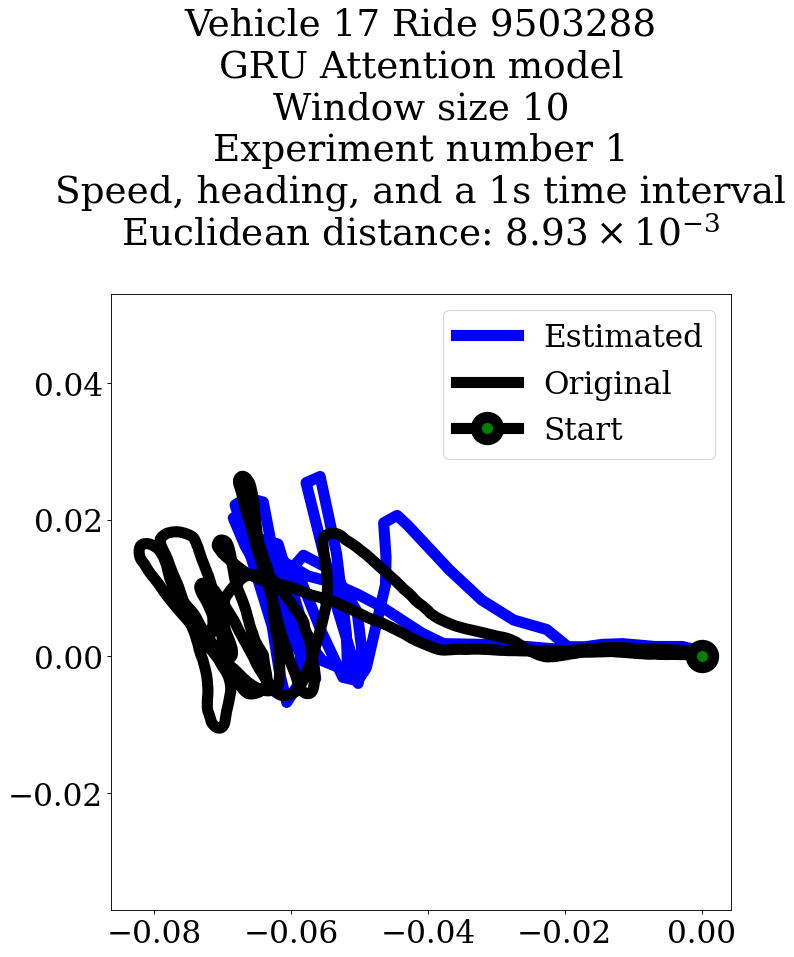 Vehicle 17 Ride 9503288
GRU Attention model
Window size 10
Experiment number 1
Speed, heading, and a 1s time interval
Euclidean distance: 8.93 × 10⁻³
Estimated
Original
Start
0.04
0.02
0.00
−0.02
−0.08 −0.06 −0.04 −0.02 0.00